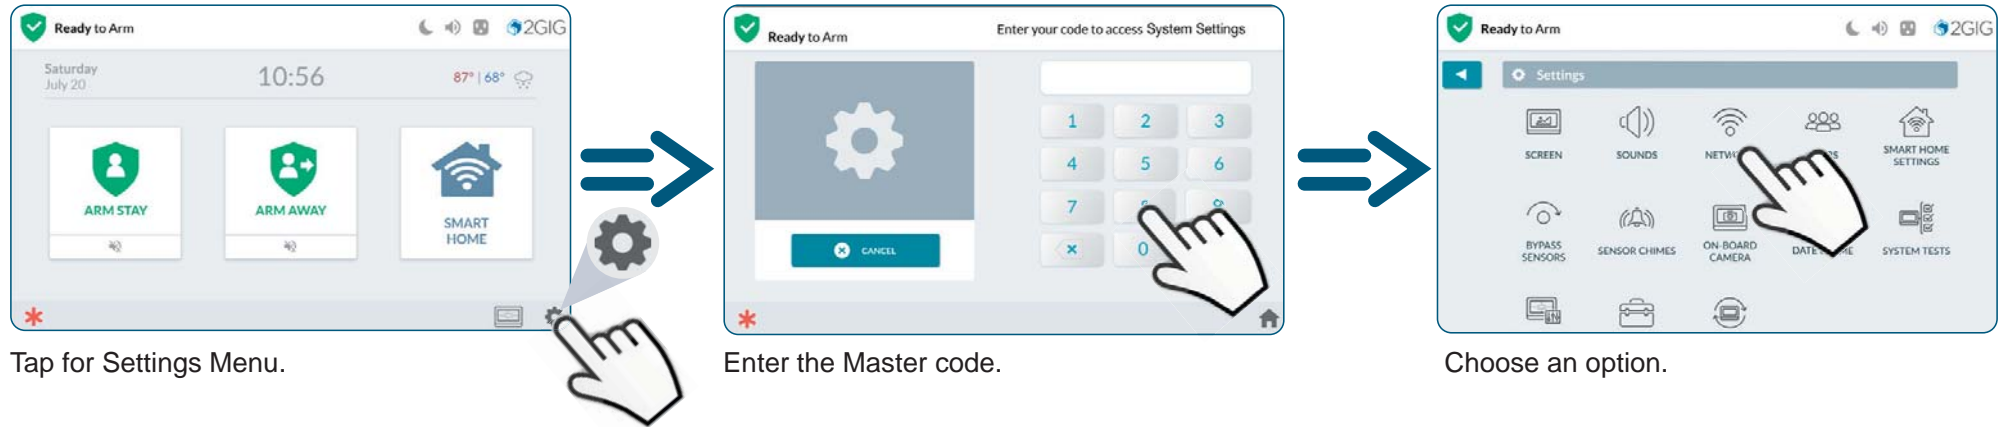 Ready to Arm
2GIG
Saturday
July 20
10:56
87° | 68°
ARM STAY
ARM AWAY
SMART
HOME
Tap for Settings Menu.
Ready to Arm
Enter your code to access System Settings
1 2 3
4 5 6
7
0
CANCEL
Enter the Master code.
Ready to Arm
2GIG
Settings
SCREEN
SOUNDS
SMART HOME
SETTINGS
BYPASS
SENSORS
SENSOR CHIMES
ON-BOARD
CAMERA
SYSTEM TESTS
Choose an option.